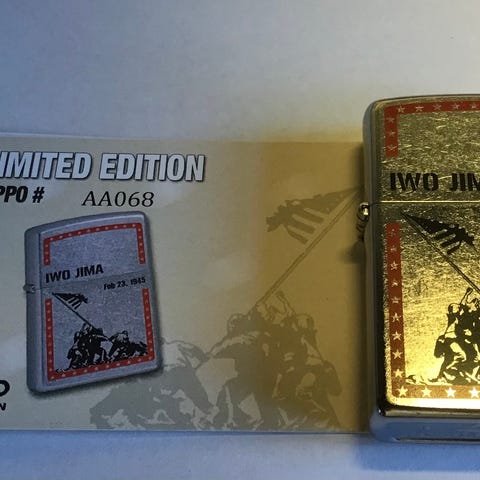 IMITED EDITION
PPO # AA068
IWO JIMA
Feb 23, 1945
IWO JIM